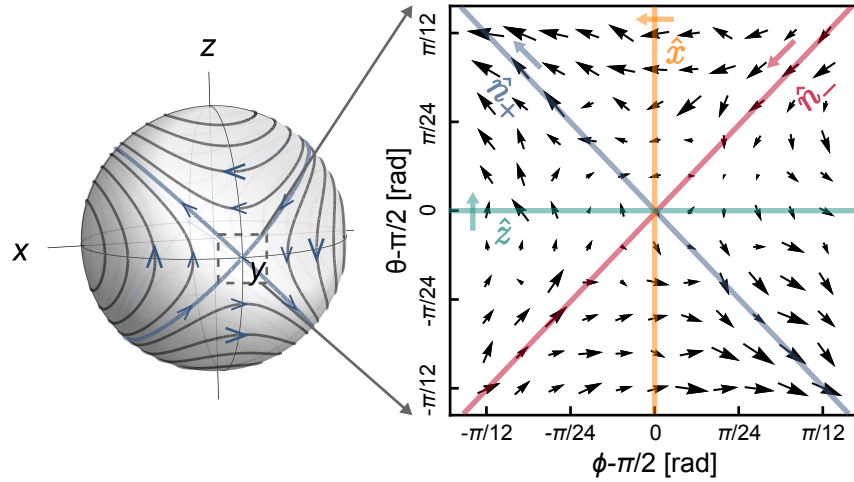 z
x
y
θ-π/2 [rad]
π/12
π/24
0
-π/24
-π/12
x̂
n̂₊
n̂₋
ẑ
-π/12
-π/24
0
π/24
π/12
ϕ-π/2 [rad]